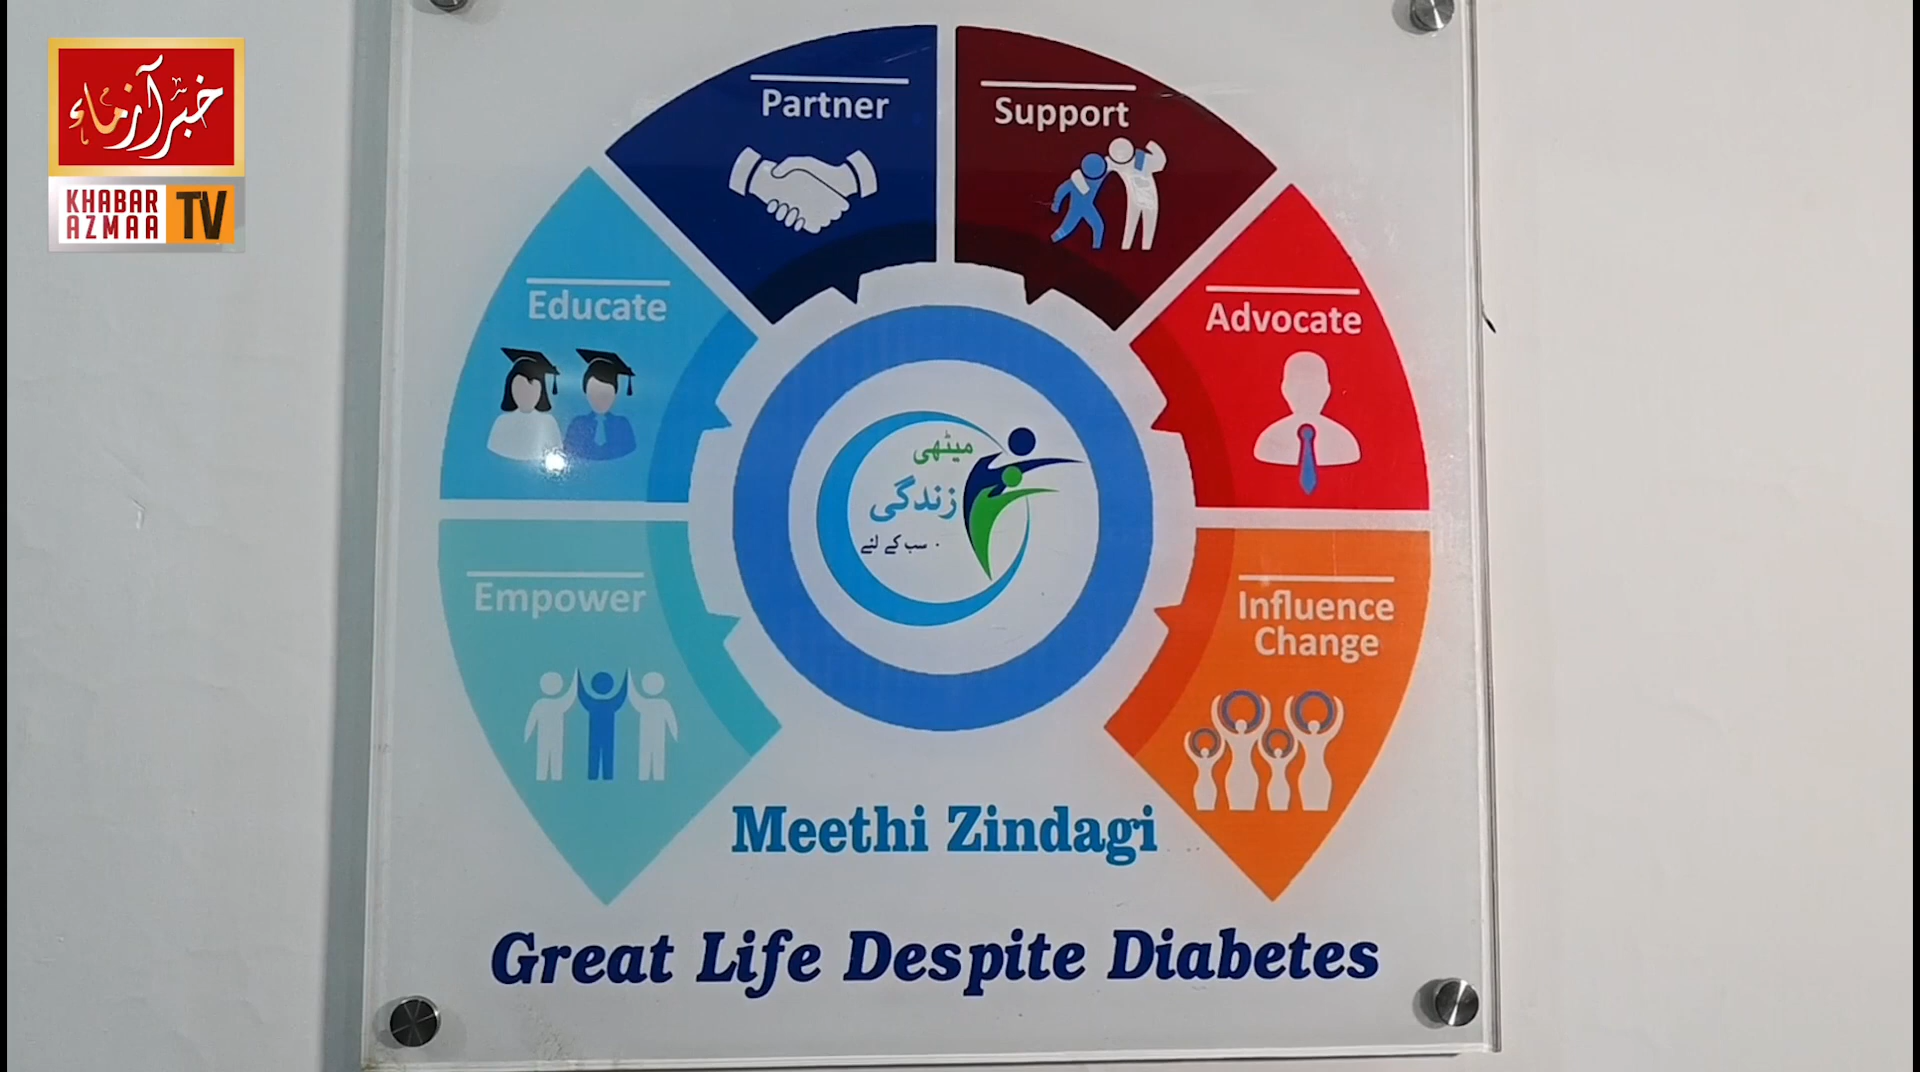 خبر آزماء
KHABAR
AZMAA
TV
Partner
Support
Educate
Advocate
Empower
Influence
Change
میٹھی
زندگی
سب کے لئے
Meethi Zindagi
Great Life Despite Diabetes